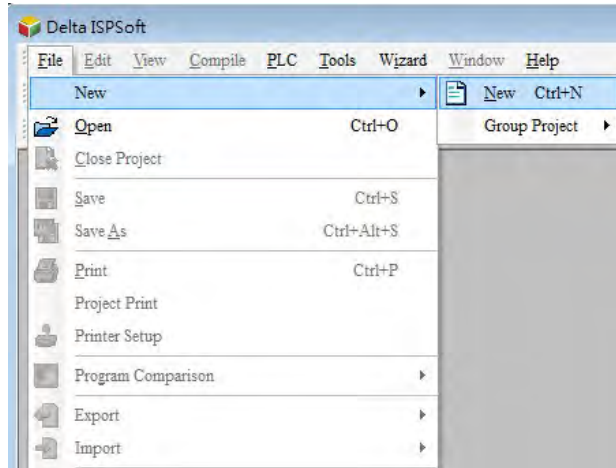 Delta ISPSoft
File Edit View Compile PLC Tools Wizard Window Help
New
New Ctrl+N
Open Ctrl+O
Group Project
Close Project
Save Ctrl+S
Save As Ctrl+Alt+S
Print Ctrl+P
Project Print
Printer Setup
Program Comparison
Export
Import